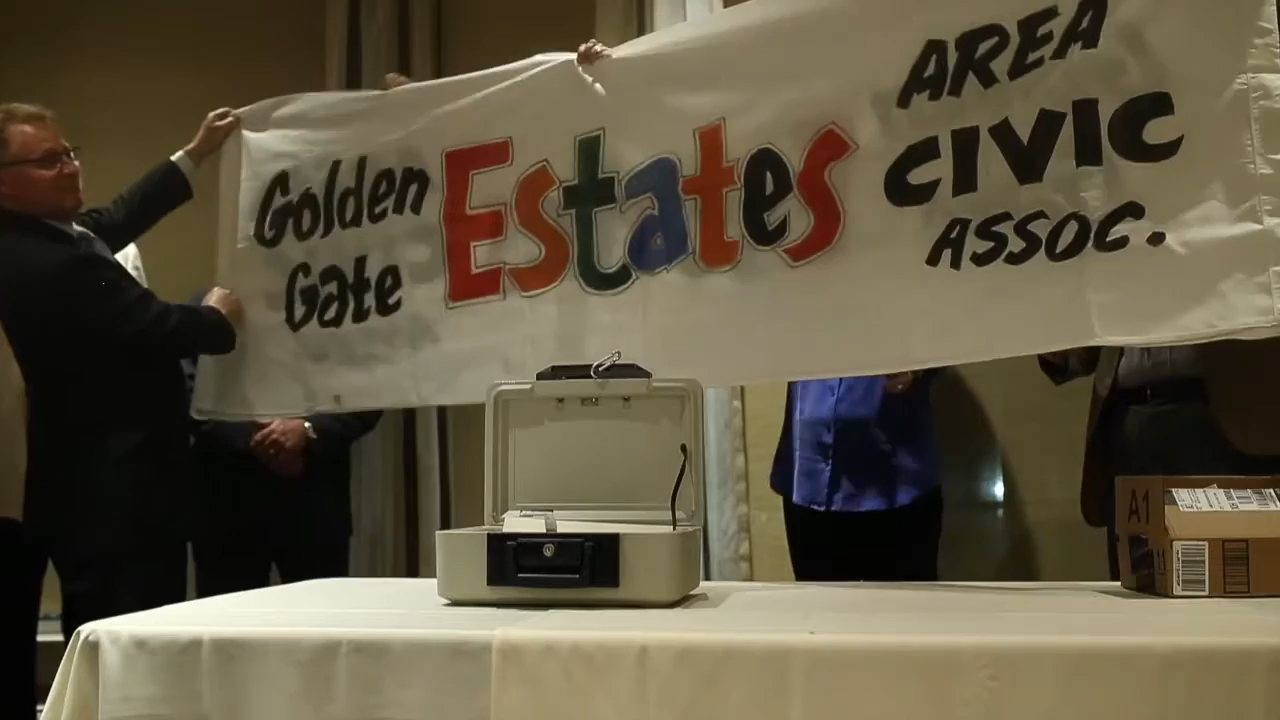 Golden
Gate
Estates
AREA
CIVIC
ASSOC.
A1